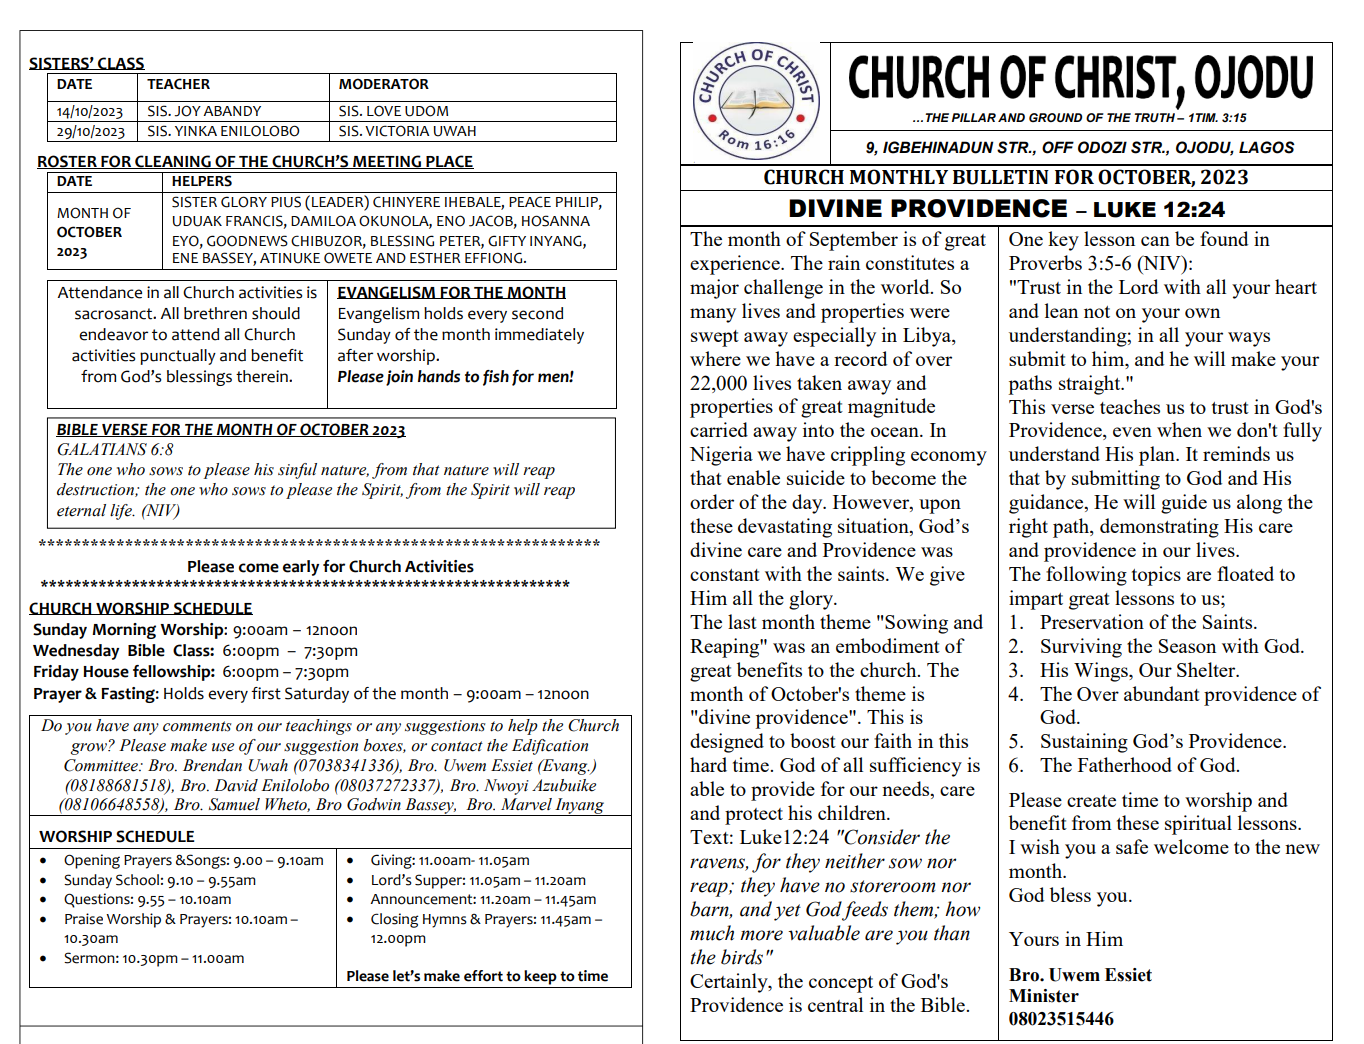 SISTERS' CLASS
DATE TEACHER MODERATOR
14/10/2023 SIS. JOY ABANDY SIS. LOVE UDOM
29/10/2023 SIS. YINKA ENILOLOBO SIS. VICTORIA UWAH
ROSTER FOR CLEANING OF THE CHURCH'S MEETING PLACE
DATE HELPERS
MONTH OF
OCTOBER
2023
SISTER GLORY PIUS (LEADER) CHINYERE IHEBALE, PEACE PHILIP,
UDUAK FRANCIS, DAMILOA OKUNOLA, ENO JACOB, HOSANNA
EYO, GOODNEWS CHIBUZOR, BLESSING PETER, GIFTY INYANG,
ENE BASSEY, ATINUKE OWETE AND ESTHER EFFIONG.
Attendance in all Church activities is
sacrosanct. All brethren should
endeavor to attend all Church
activities punctually and benefit
from God's blessings therein.
EVANGELISM FOR THE MONTH
Evangelism holds every second
Sunday of the month immediately
after worship.
Please join hands to fish for men!
BIBLE VERSE FOR THE MONTH OF OCTOBER 2023
GALATIANS 6:8
The one who sows to please his sinful nature, from that nature will reap
destruction; the one who sows to please the Spirit, from the Spirit will reap
eternal life. (NIV)
*****************************************************************
Please come early for Church Activities
*****************************************************************
CHURCH WORSHIP SCHEDULE
Sunday Morning Worship: 9:00am – 12noon
Wednesday Bible Class: 6:00pm – 7:30pm
Friday House fellowship: 6:00pm – 7:30pm
Prayer & Fasting: Holds every first Saturday of the month – 9:00am – 12noon
Do you have any comments on our teachings or any suggestions to help the Church
grow? Please make use of our suggestion boxes, or contact the Edification
Committee: Bro. Brendan Uwah (07038341336), Bro. Uwem Essiet (Evang.)
(08188681518), Bro. David Enilolobo (08037272337), Bro. Nwoyi Azubuike
(08106648558), Bro. Samuel Wheto, Bro Godwin Bassey, Bro. Marvel Inyang
WORSHIP SCHEDULE
• Opening Prayers &Songs: 9.00 – 9.10am
• Sunday School: 9.10 – 9.55am
• Questions: 9.55 – 10.10am
• Praise Worship & Prayers: 10.10am –
10.30am
• Sermon: 10.30pm – 11.00am
• Giving: 11.00am- 11.05am
• Lord's Supper: 11.05am – 11.20am
• Announcement: 11.20am – 11.45am
• Closing Hymns & Prayers: 11.45am –
12.00pm
Please let's make effort to keep to time
CHURCH OF CHRIST
Rom 16:16
CHURCH OF CHRIST, OJODU
...THE PILLAR AND GROUND OF THE TRUTH – 1TIM. 3:15
9, IGBEHINADUN STR., OFF ODOZI STR., OJODU, LAGOS
CHURCH MONTHLY BULLETIN FOR OCTOBER, 2023
DIVINE PROVIDENCE – LUKE 12:24
The month of September is of great
experience. The rain constitutes a
major challenge in the world. So
many lives and properties were
swept away especially in Libya,
where we have a record of over
22,000 lives taken away and
properties of great magnitude
carried away into the ocean. In
Nigeria we have crippling economy
that enable suicide to become the
order of the day. However, upon
these devastating situation, God's
divine care and Providence was
constant with the saints. We give
Him all the glory.
The last month theme "Sowing and
Reaping" was an embodiment of
great benefits to the church. The
month of October's theme is
"divine providence". This is
designed to boost our faith in this
hard time. God of all sufficiency is
able to provide for our needs, care
and protect his children.
Text: Luke12:24 "Consider the
ravens, for they neither sow nor
reap; they have no storeroom nor
barn, and yet God feeds them; how
much more valuable are you than
the birds"
Certainly, the concept of God's
Providence is central in the Bible.
One key lesson can be found in
Proverbs 3:5-6 (NIV):
"Trust in the Lord with all your heart
and lean not on your own
understanding; in all your ways
submit to him, and he will make your
paths straight."
This verse teaches us to trust in God's
Providence, even when we don't fully
understand His plan. It reminds us
that by submitting to God and His
guidance, He will guide us along the
right path, demonstrating His care
and providence in our lives.
The following topics are floated to
impart great lessons to us;
1. Preservation of the Saints.
2. Surviving the Season with God.
3. His Wings, Our Shelter.
4. The Over abundant providence of
God.
5. Sustaining God's Providence.
6. The Fatherhood of God.
Please create time to worship and
benefit from these spiritual lessons.
I wish you a safe welcome to the new
month.
God bless you.
Yours in Him
Bro. Uwem Essiet
Minister
08023515446